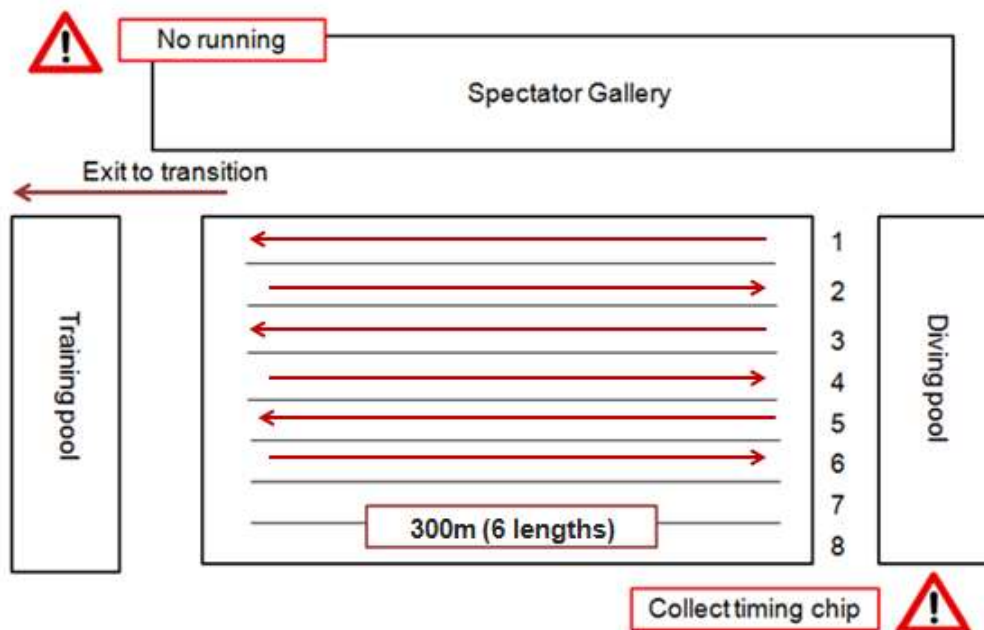 No running
Spectator Gallery
Exit to transition
Training pool
1
2
3
4
5
6
7
8
Diving pool
300m (6 lengths)
Collect timing chip